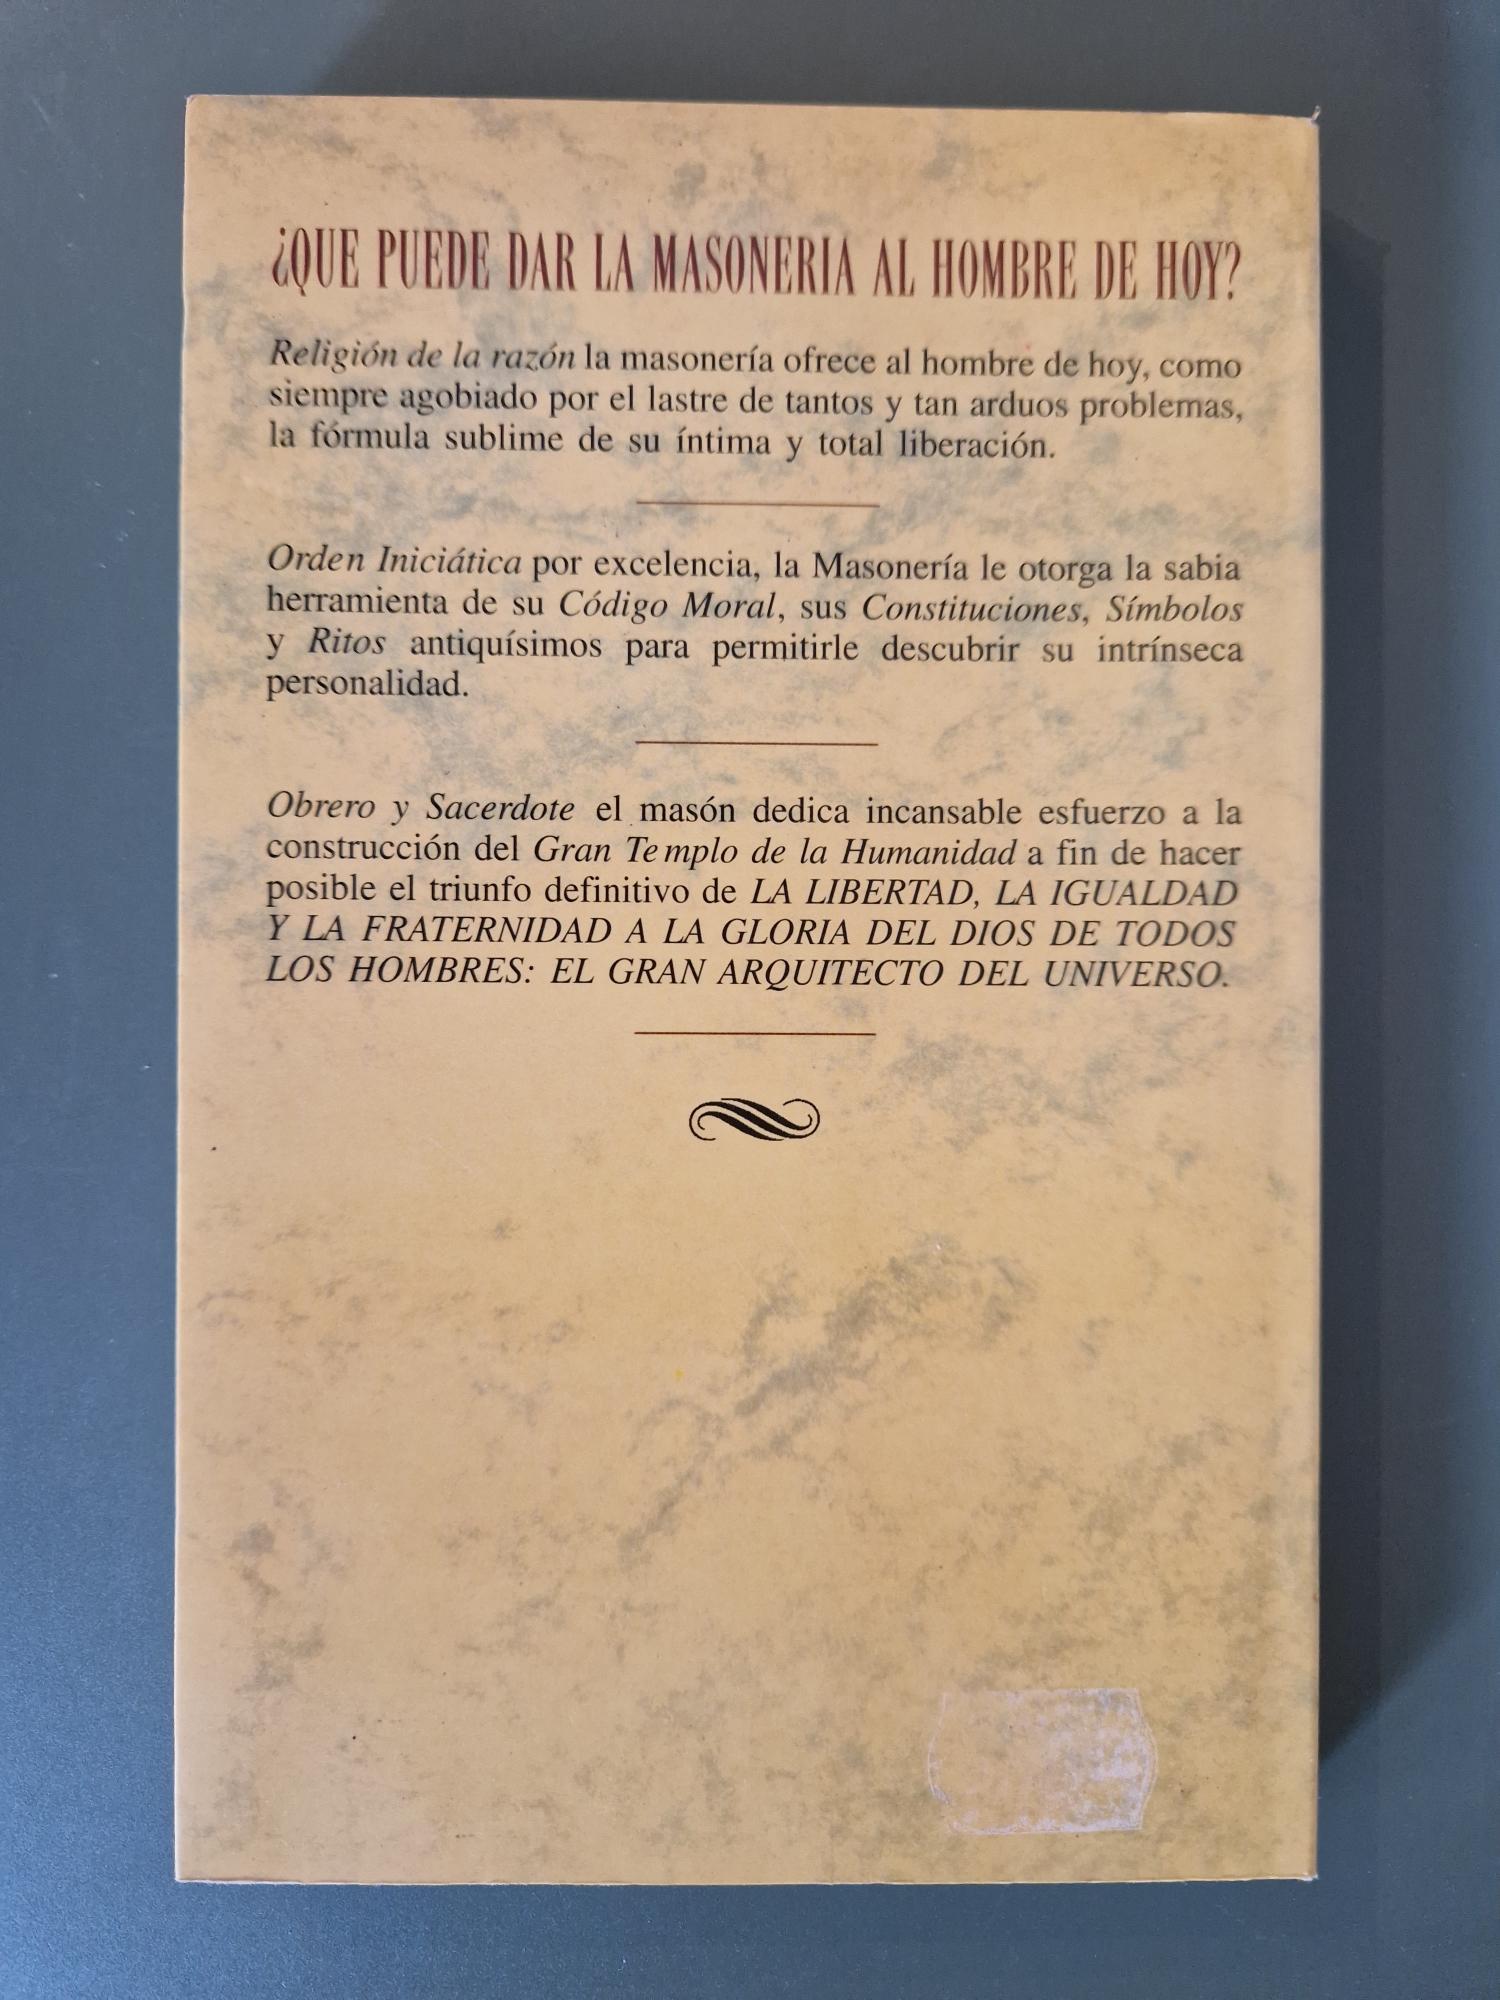 ¿QUE PUEDE DAR LA MASONERIA AL HOMBRE DE HOY?
Religión de la razón la masonería ofrece al hombre de hoy, como
siempre agobiado por el lastre de tantos y tan arduos problemas,
la fórmula sublime de su íntima y total liberación.
Orden Iniciática por excelencia, la Masonería le otorga la sabia
herramienta de su Código Moral, sus Constituciones, Símbolos
y Ritos antiquísimos para permitirle descubrir su intrínseca
personalidad.
Obrero y Sacerdote el masón dedica incansable esfuerzo a la
construcción del Gran Templo de la Humanidad a fin de hacer
posible el triunfo definitivo de LA LIBERTAD, LA IGUALDAD
Y LA FRATERNIDAD A LA GLORIA DEL DIOS DE TODOS
LOS HOMBRES: EL GRAN ARQUITECTO DEL UNIVERSO.